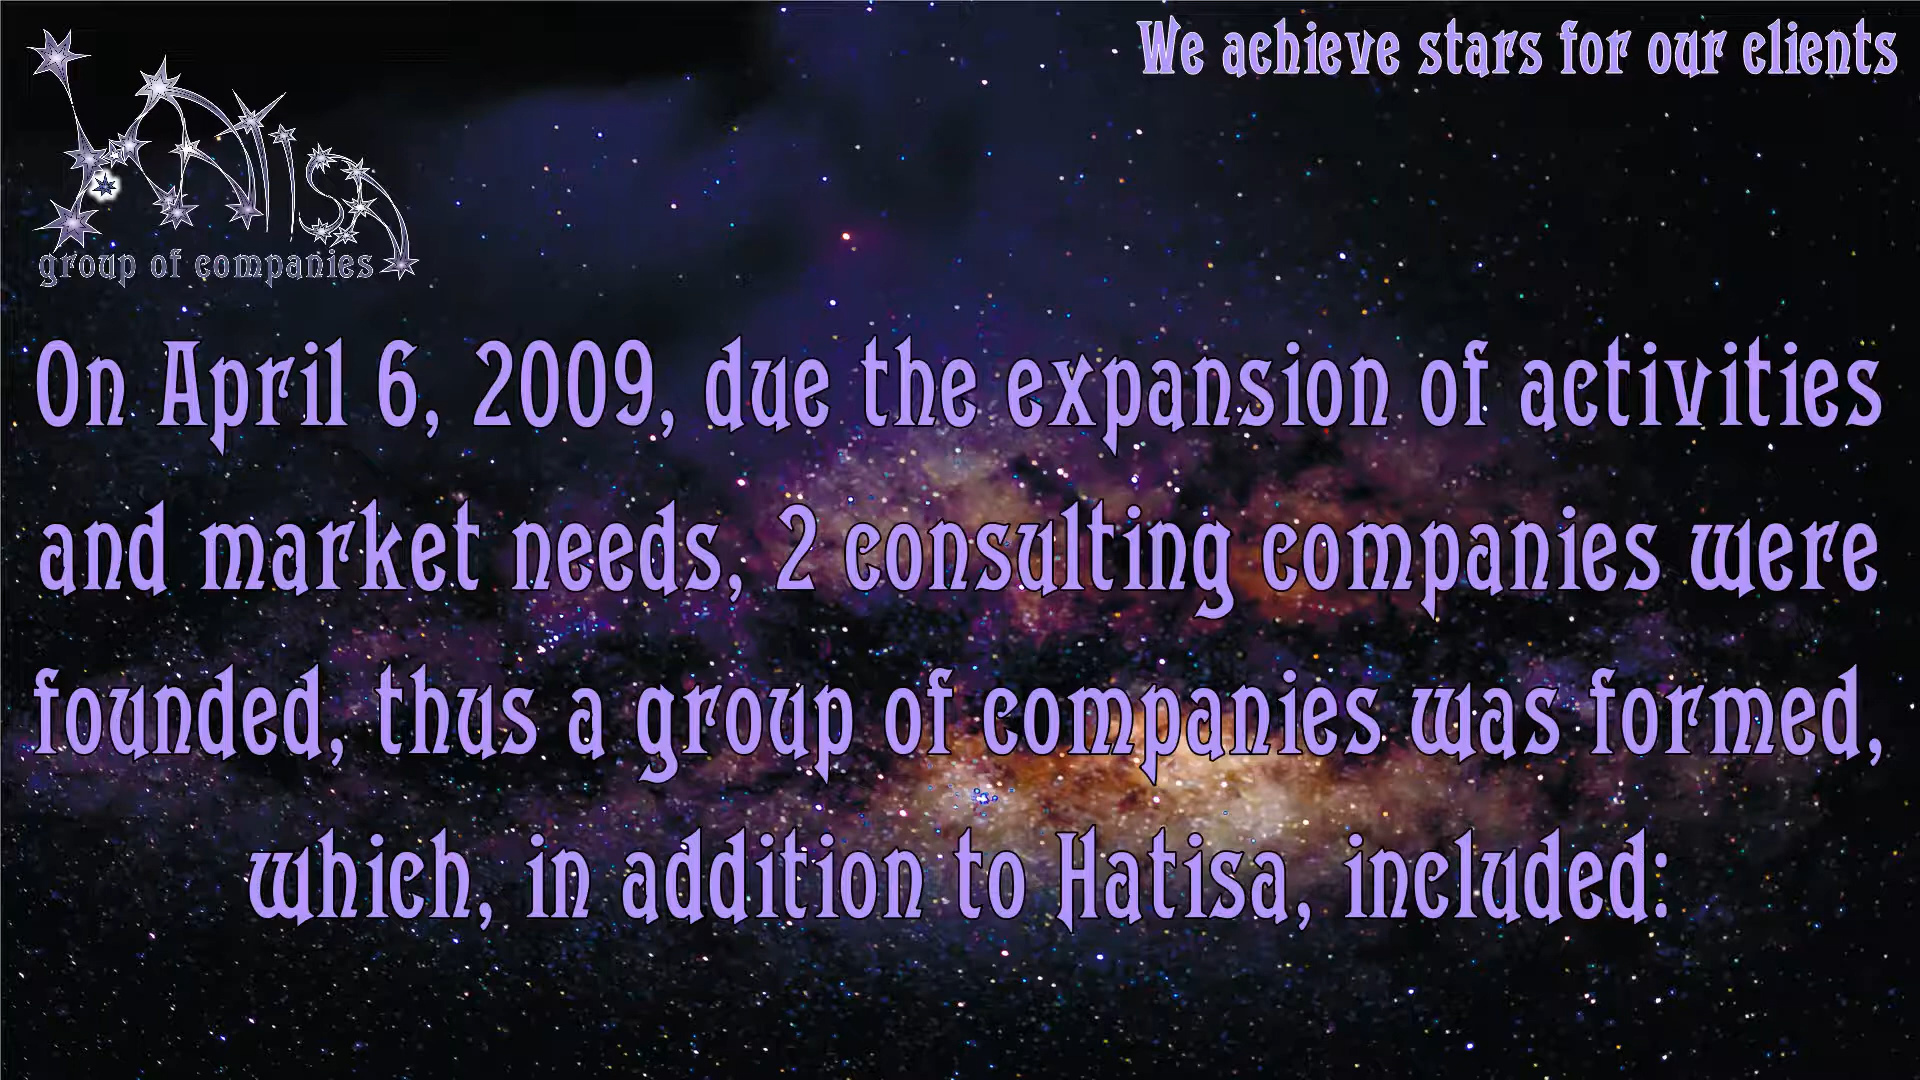 We achieve stars for our clients
Hatisa
group of companies
On April 6, 2009, due the expansion of activities
and market needs, 2 consulting companies were
founded, thus a group of companies was formed,
which, in addition to Hatisa, included: